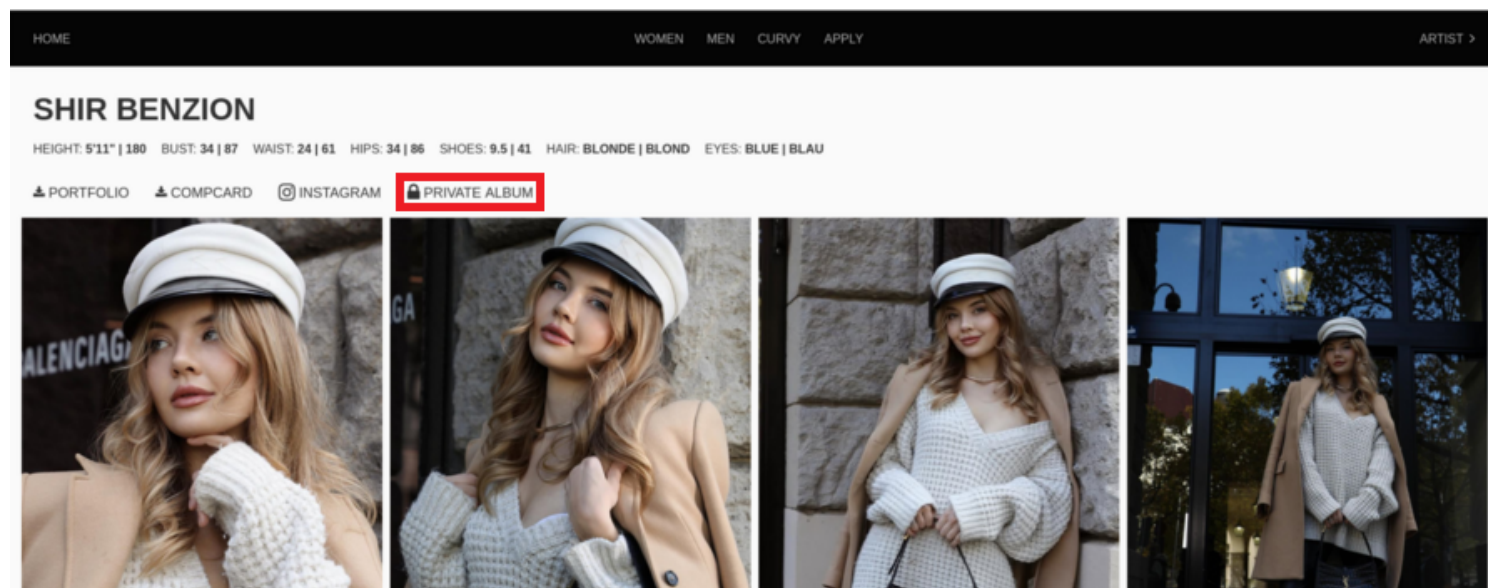 HOME WOMEN MEN CURVY APPLY ARTIST >
SHIR BENZION
HEIGHT: 5'11" | 180 BUST: 34 | 87 WAIST: 24 | 61 HIPS: 34 | 86 SHOES: 9.5 | 41 HAIR: BLONDE | BLOND EYES: BLUE | BLAU
PORTFOLIO COMPCARD INSTAGRAM PRIVATE ALBUM
GA
ALENCIAGA